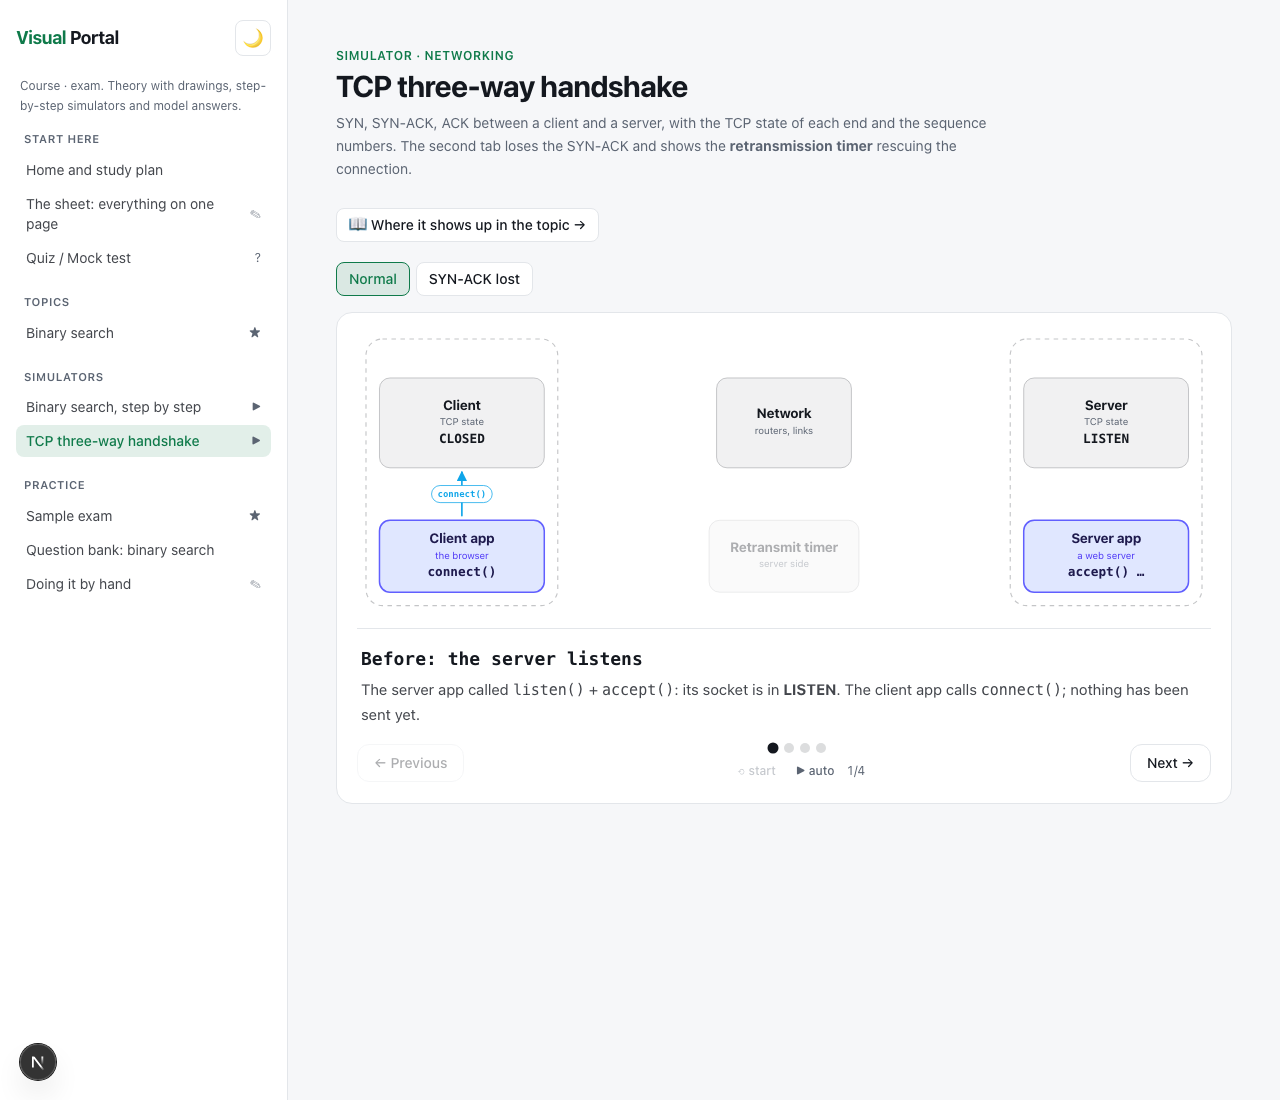 Visual Portal
🌙
Course · exam. Theory with drawings, step-
by-step simulators and model answers.
START HERE
Home and study plan
The sheet: everything on one
page
✎
Quiz / Mock test
?
TOPICS
Binary search
★
SIMULATORS
Binary search, step by step
▶
TCP three-way handshake
▶
PRACTICE
Sample exam
★
Question bank: binary search
Doing it by hand
✎
N
SIMULATOR · NETWORKING
TCP three-way handshake
SYN, SYN-ACK, ACK between a client and a server, with the TCP state of each end and the sequence
numbers. The second tab loses the SYN-ACK and shows the retransmission timer rescuing the
connection.
📖 Where it shows up in the topic →
Normal
SYN-ACK lost
Client
TCP state
CLOSED
Network
routers, links
Server
TCP state
LISTEN
connect()
Client app
the browser
connect()
Retransmit timer
server side
Server app
a web server
accept() …
Before: the server listens
The server app called listen() + accept(): its socket is in LISTEN. The client app calls connect(); nothing has been
sent yet.
← Previous
⟲ start
▶ auto
1/4
Next →